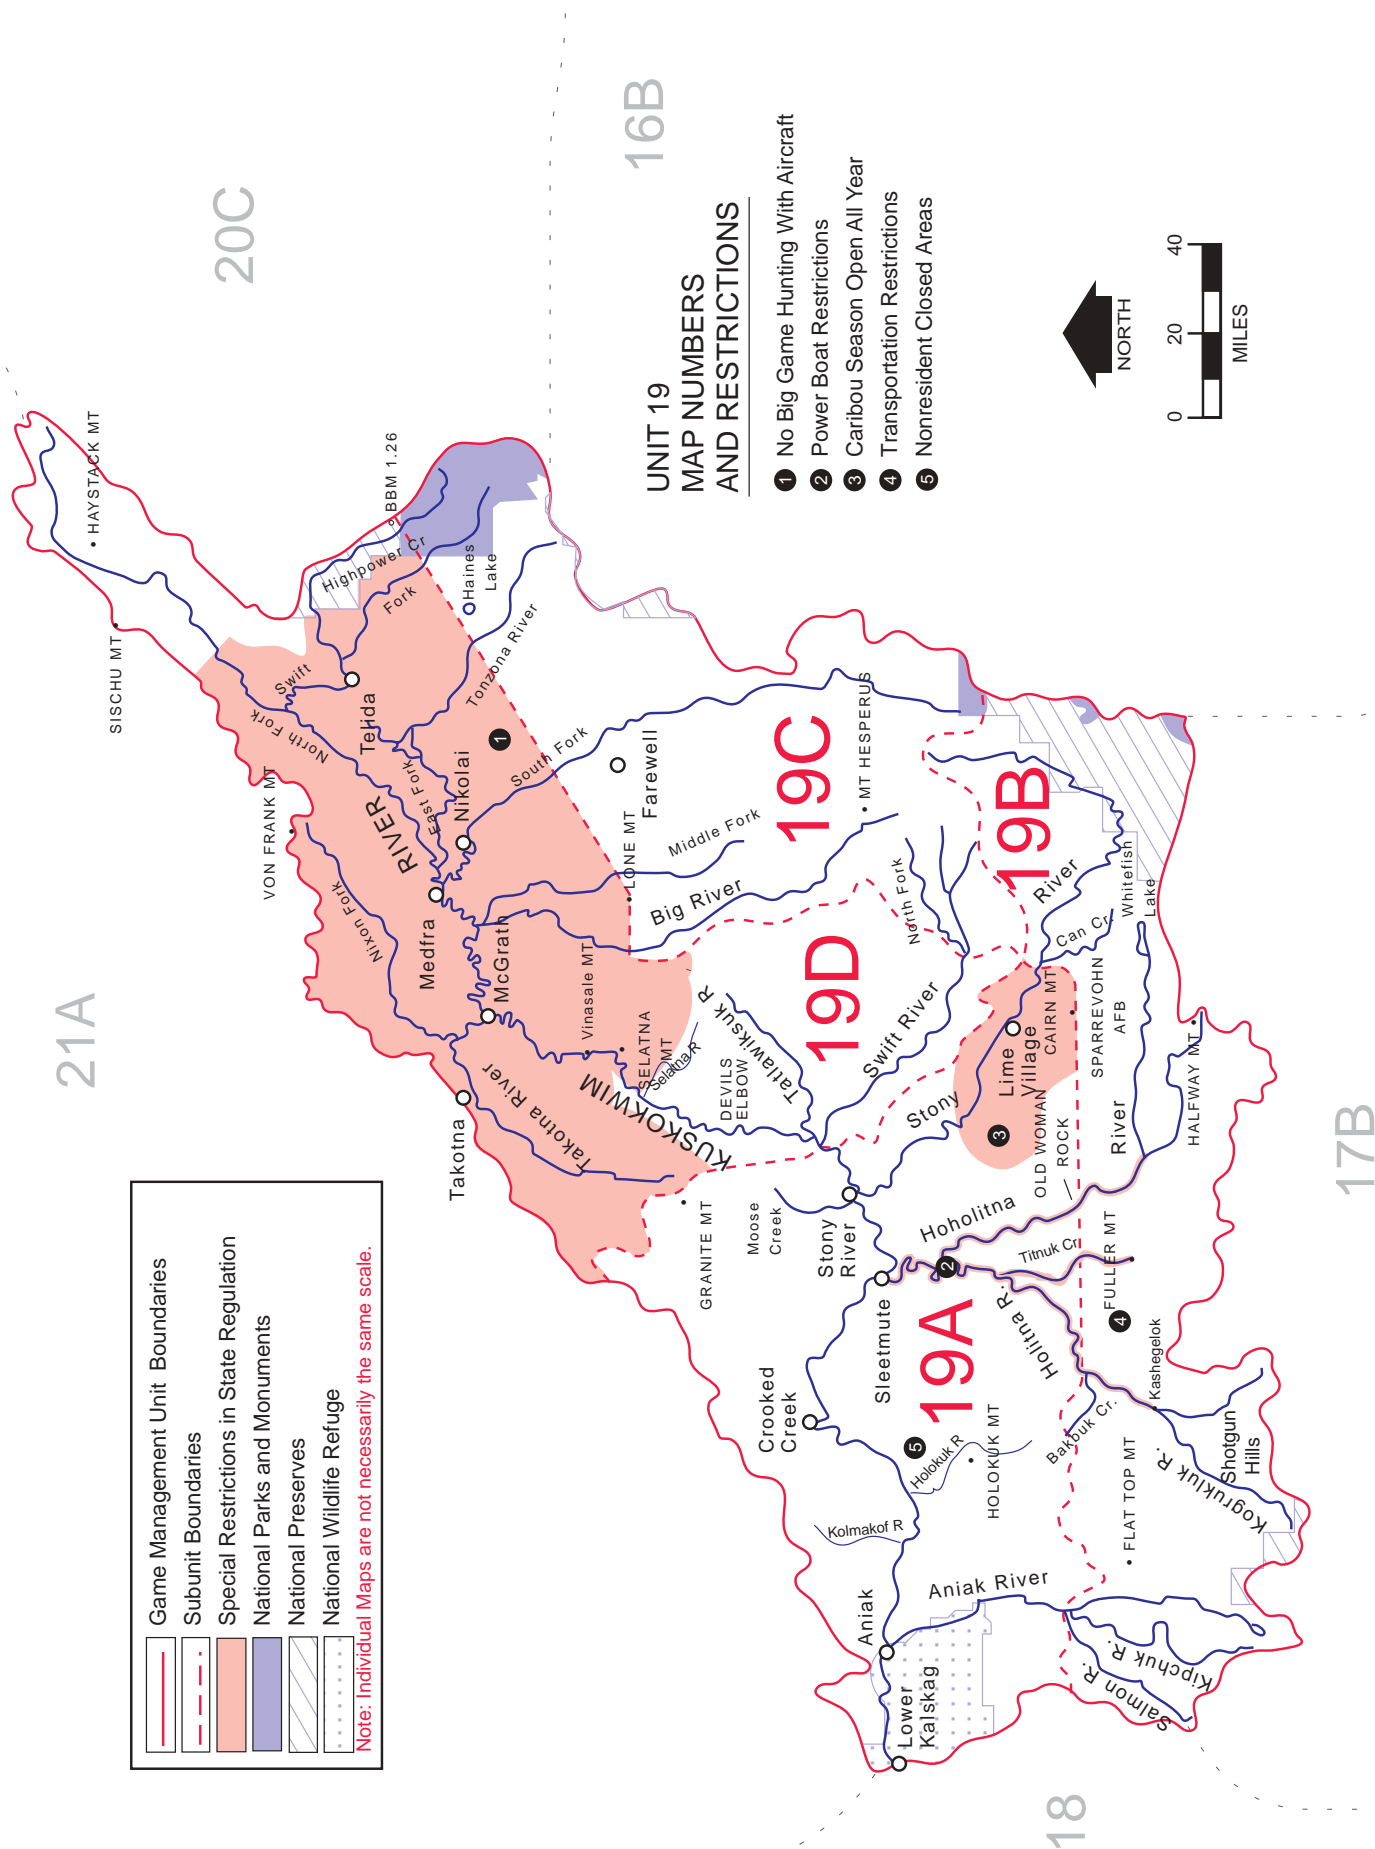 Game Management Unit Boundaries
Subunit Boundaries
Special Restrictions in State Regulation
National Parks and Monuments
National Preserves
National Wildlife Refuge
Note: Individual Maps are not necessarily the same scale.
UNIT 19
MAP NUMBERS
AND RESTRICTIONS
1 No Big Game Hunting With Aircraft
2 Power Boat Restrictions
3 Caribou Season Open All Year
4 Transportation Restrictions
5 Nonresident Closed Areas
NORTH
0 20 40
MILES
21A
20C
16B
17B
18
19A
19B
19C
19D
HAYSTACK MT
SISCHU MT
BBM 1.26
VON FRANK MT
Highpower Cr
Haines
Lake
Swift
Fork
Telida
North Fork
Tonzona River
1
South Fork
East Fork
Nikolai
RIVER
Medfra
Nixon Fork
McGrath
Takotna
Takotna River
Vinasale MT
SELATNA
MT
Selatna R
KUSKOKWIM
DEVILS
ELBOW
Tatlawiksuk R
LONE MT
Farewell
Middle Fork
Big River
MT HESPERUS
North Fork
Swift River
Stony
River
Can Cr.
Whitefish
Lake
Lime
Village
CAIRN MT
SPARREVOHN
AFB
3
OLD WOMAN
ROCK
River
HALFWAY MT
GRANITE MT
Moose
Creek
Stony
River
Hoholitna
Titnuk Cr
FULLER MT
4
2
Sleetmute
Holitna R.
Kashegelok
Crooked
Creek
5
Holokuk R
HOLOKUK MT
Bakbuk Cr.
FLAT TOP MT
Shotgun
Hills
Kogrukluk R.
Kolmakof R
Aniak
Aniak River
Lower
Kalskag
Kipchuk R.
Salmon R.